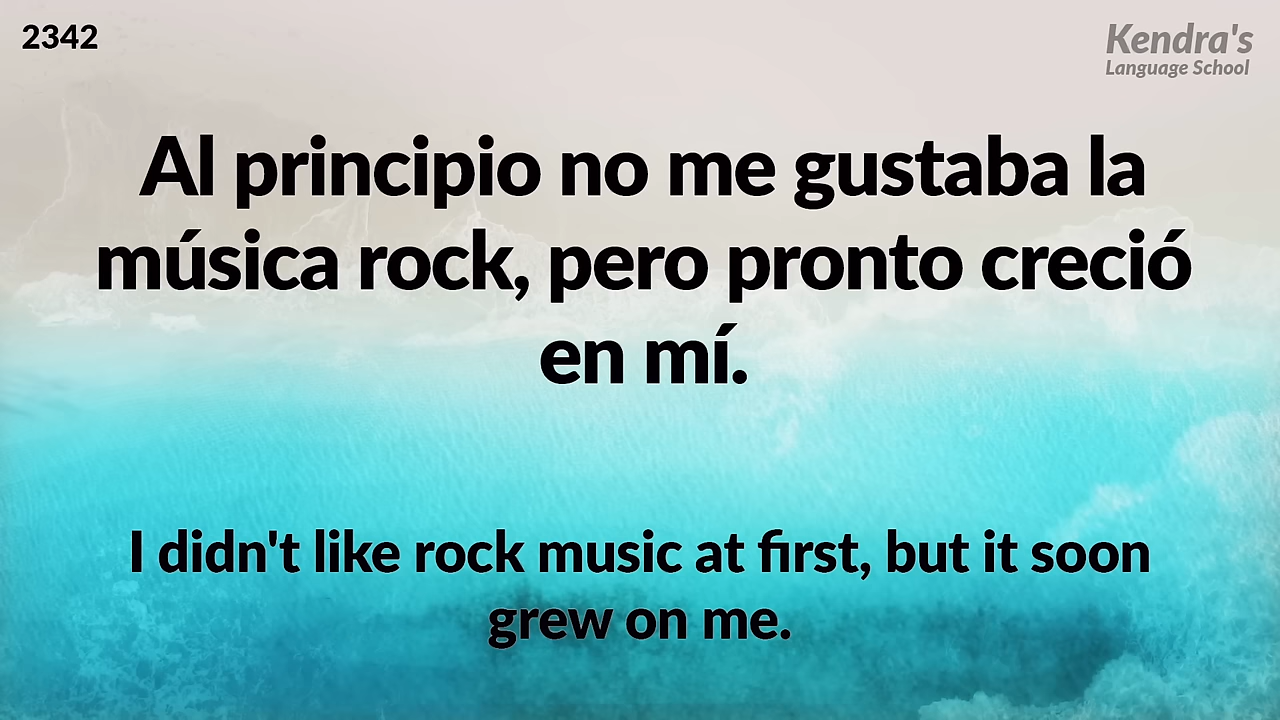 2342
Kendra's
Language School
Al principio no me gustaba la
música rock, pero pronto creció
en mí.
I didn't like rock music at first, but it soon
grew on me.